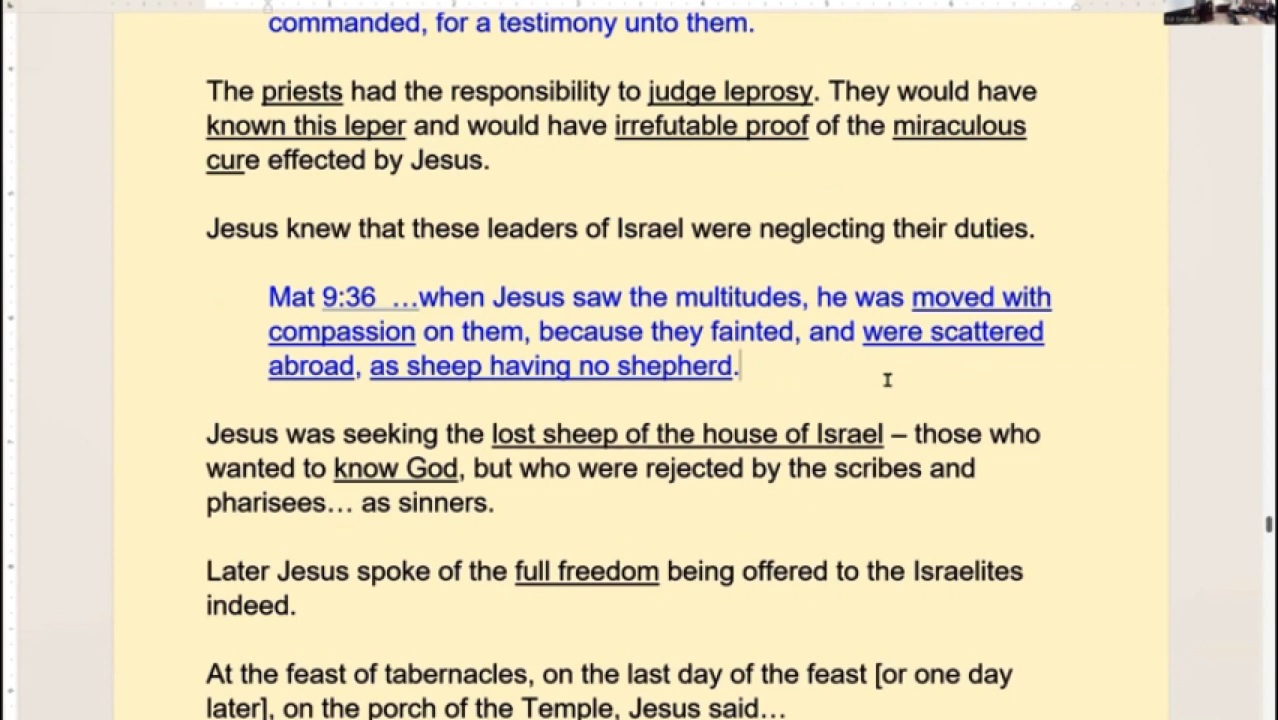 commanded, for a testimony unto them.
The priests had the responsibility to judge leprosy. They would have
known this leper and would have irrefutable proof of the miraculous
cure effected by Jesus.
Jesus knew that these leaders of Israel were neglecting their duties.
Mat 9:36 …when Jesus saw the multitudes, he was moved with
compassion on them, because they fainted, and were scattered
abroad, as sheep having no shepherd.
Jesus was seeking the lost sheep of the house of Israel – those who
wanted to know God, but who were rejected by the scribes and
pharisees… as sinners.
Later Jesus spoke of the full freedom being offered to the Israelites
indeed.
At the feast of tabernacles, on the last day of the feast [or one day
later], on the porch of the Temple, Jesus said…